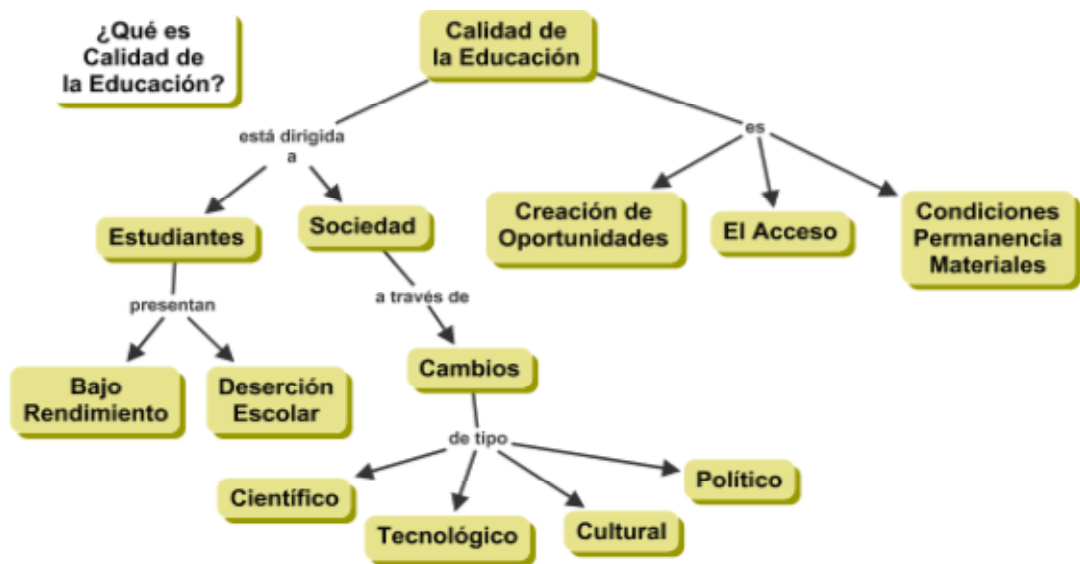 ¿Qué es
Calidad de
la Educación?
Calidad de
la Educación
está dirigida
a
es
Estudiantes
Sociedad
Creación de
Oportunidades
El Acceso
Condiciones
Permanencia
Materiales
presentan
a través de
Bajo
Rendimiento
Deserción
Escolar
Cambios
de tipo
Científico
Tecnológico
Cultural
Político